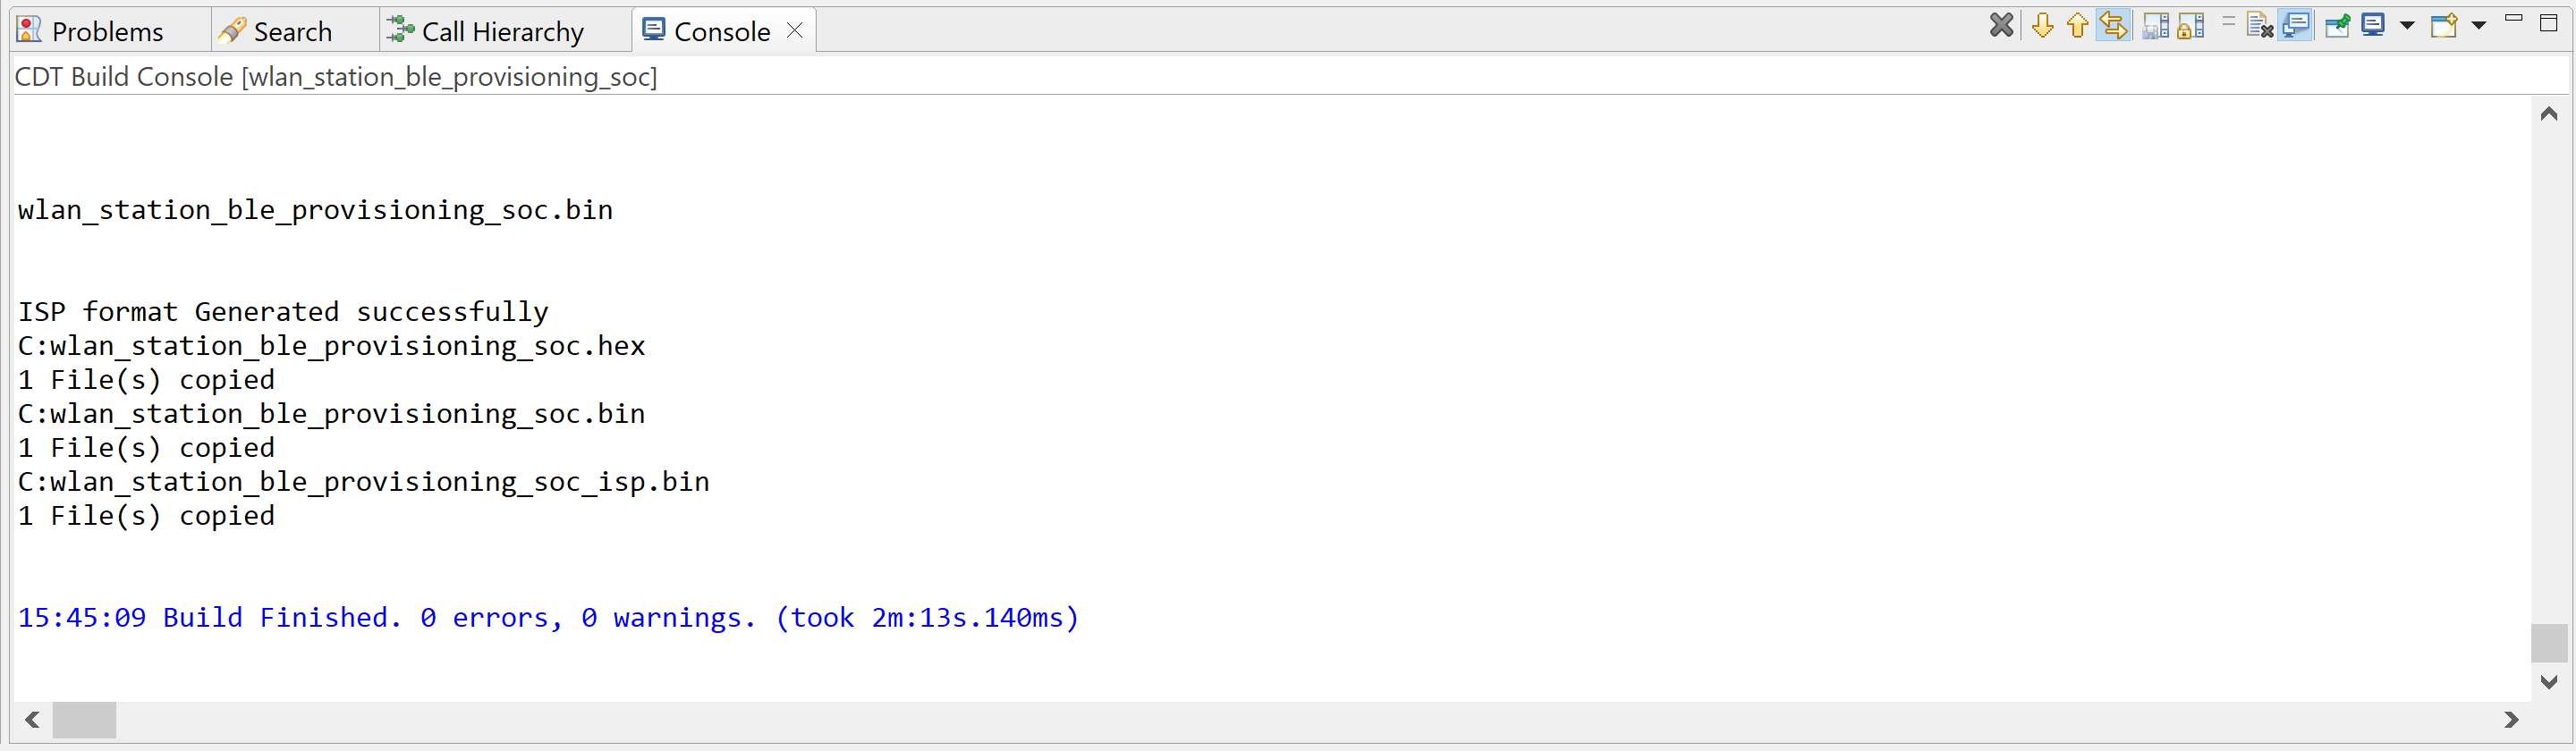 Problems Search Call Hierarchy Console
CDT Build Console [wlan_station_ble_provisioning_soc]
wlan_station_ble_provisioning_soc.bin
ISP format Generated successfully
C:wlan_station_ble_provisioning_soc.hex
1 File(s) copied
C:wlan_station_ble_provisioning_soc.bin
1 File(s) copied
C:wlan_station_ble_provisioning_soc_isp.bin
1 File(s) copied
15:45:09 Build Finished. 0 errors, 0 warnings. (took 2m:13s.140ms)